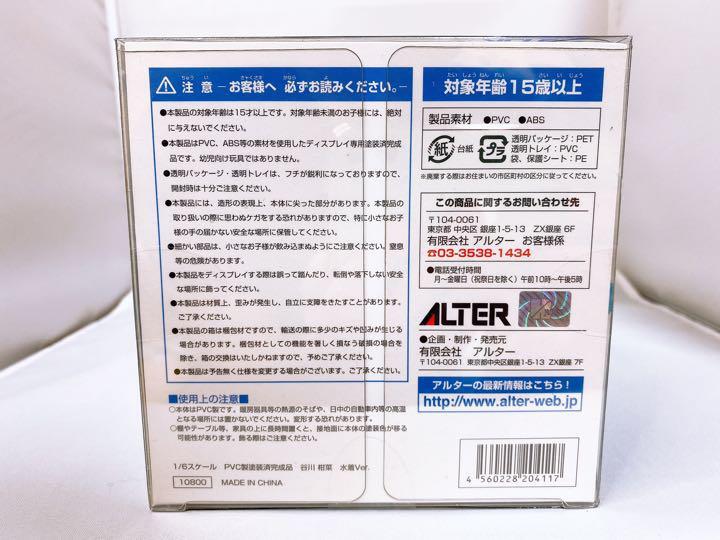 ⚠ 注意 －お客様へ 必ずお読みください。－
●本製品の対象年齢は15才以上です。対象年齢未満のお子様には、絶対
に与えないでください。
●本製品はPVC、ABS等の素材を使用したディスプレイ専用塗装済完成
品です。幼児向け玩具ではありません。
●透明パッケージ・透明トレイは、フチが鋭利になっておりますので、
開封時は十分ご注意ください。
●本製品には、造形の表現上、本体に尖った部分があります。本製品の
取り扱いの際に思わぬケガをする恐れがありますので、特に小さなお子
様の手の届かない安全な場所に保管してください。
●細かい部品は、小さなお子様が飲み込まぬようにご注意ください。窒息
等の危険があります。
●本製品をディスプレイする際は誤って踏んだり、転倒や落下しない安全
な場所に飾ってください。
●本製品は材質上、歪みが発生し、自立に支障をきたすことがあります。
ご了承ください。
●本製品の箱は梱包材ですので、輸送の際に多少のキズや凹みが生じる
場合があります。梱包材としての機能を著しく損なう破損の場合を
除き、箱の交換はいたしかねますので、予めご了承ください。
●本製品は予告無く仕様を変更する場合がございます。ご了承ください。
■使用上の注意■
○本体はPVC製です。暖房器具等の熱源のそばや、日中の自動車内等の高温
となる場所には置かないでください。変形する恐れがあります。
○棚やテーブル等、家具の上に長時間置くと、接地面に本体の塗装色が移る
可能性があります。飾る際はご注意ください。
1/6スケール PVC製塗装済完成品 谷川 柑菜 水着Ver.
10800 MADE IN CHINA
対象年齢15歳以上
製品素材 ●PVC ●ABS
紙 台紙 プラ 透明パッケージ：PET
透明トレイ：PVC
袋、保護シート：PE
※廃棄する際はお住まいの市区町村の区分に従ってください。
この商品に関するお問い合わせ先
〒104-0061
東京都 中央区 銀座1-5-13 ZX銀座 6F
有限会社 アルター お客様係
☎03-3538-1434
●電話受付時間
月～金曜日（祝祭日を除く）午前10時～午後5時
ALTER
●企画・制作・発売元
有限会社 アルター
〒104-0061 東京都中央区銀座1-5-13 ZX銀座 7F
アルターの最新情報はこちら！
http://www.alter-web.jp
4 560228 204117